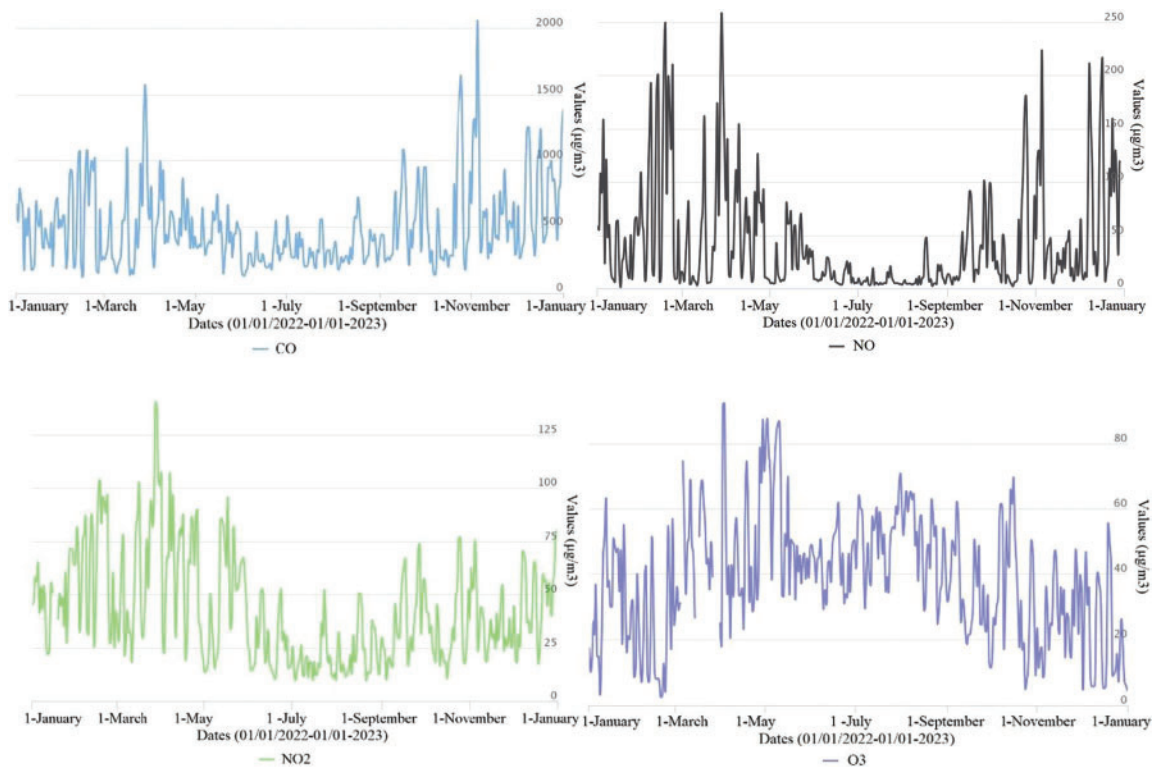 2000
1500
1000
500
0
Values (µg/m3)
1-January 1-March 1-May 1-July 1-September 1-November 1-January
Dates (01/01/2022-01/01-2023)
CO
250
200
150
50
0
Values (µg/m3)
1-January 1-March 1-May 1-July 1-September 1-November 1-January
Dates (01/01/2022-01/01-2023)
NO
125
100
75
50
25
0
Values (µg/m3)
1-January 1-March 1-May 1-July 1-September 1-November 1-January
Dates (01/01/2022-01/01-2023)
NO2
80
60
40
20
0
Values (µg/m3)
1-January 1-March 1-May 1-July 1-September 1-November 1-January
Dates (01/01/2022-01/01-2023)
O3